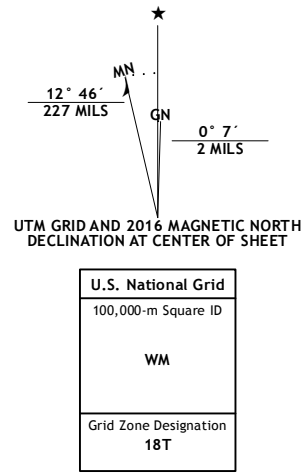 ★
MN
GN
12° 46´
227 MILS
0° 7´
2 MILS
UTM GRID AND 2016 MAGNETIC NORTH
DECLINATION AT CENTER OF SHEET
U.S. National Grid
100,000-m Square ID
WM
Grid Zone Designation
18T